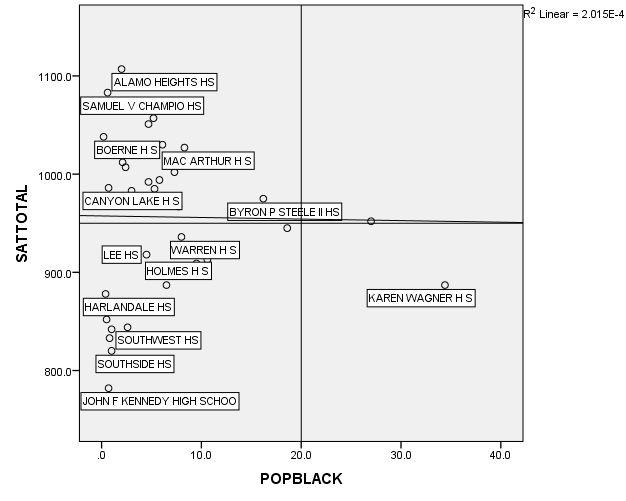 R2 Linear = 2.015E-4
1100.0
ALAMO HEIGHTS HS
SAMUEL V CHAMPIO HS
BOERNE H S
MAC ARTHUR H S
1000.0
CANYON LAKE H S
BYRON P STEELE II HS
SATTOTAL
WARREN H S
LEE HS
900.0
HOLMES H S
KAREN WAGNER H S
HARLANDALE HS
SOUTHWEST HS
SOUTHSIDE HS
800.0
JOHN F KENNEDY HIGH SCHOO
.0 10.0 20.0 30.0 40.0
POPBLACK